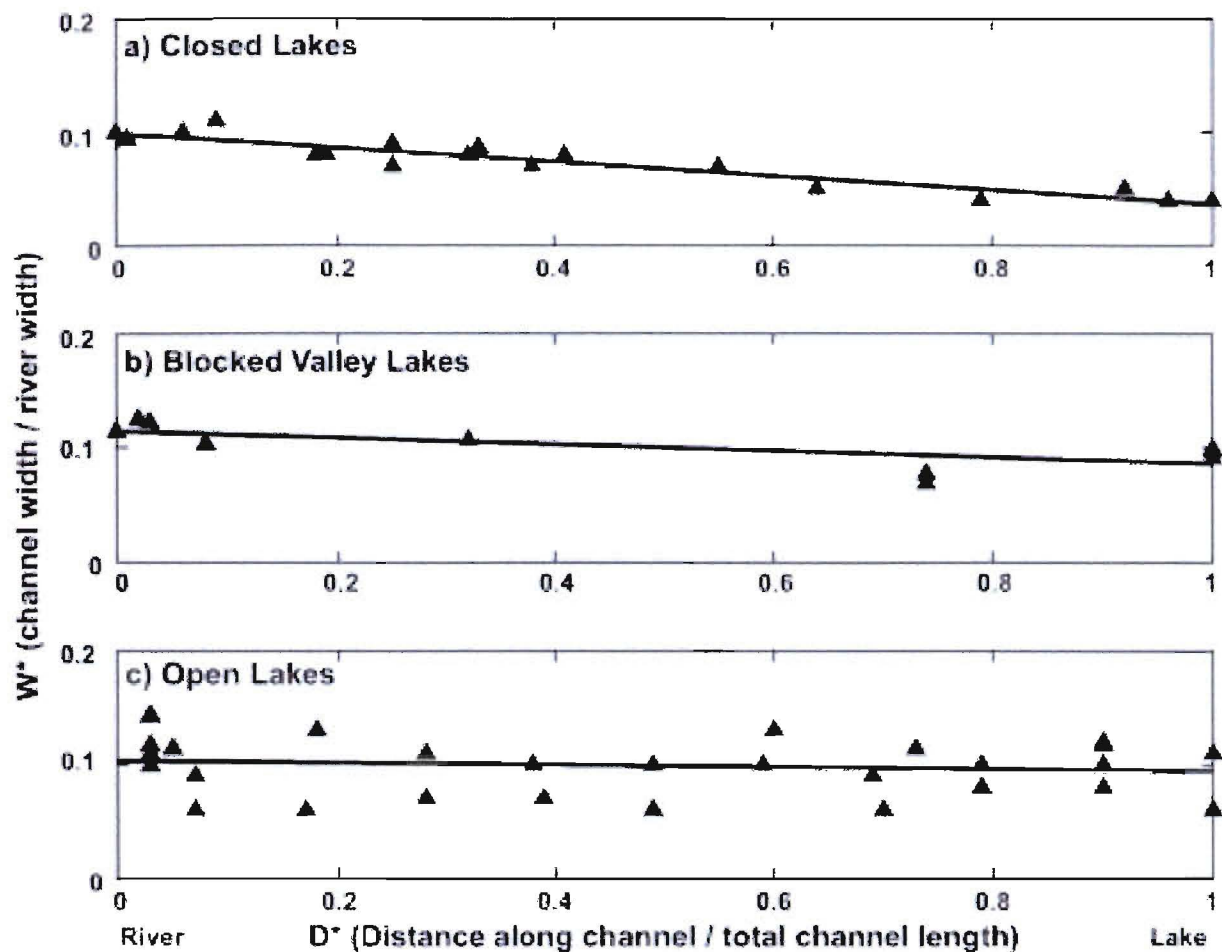 0.2
a) Closed Lakes
0.1
0
0 0.2 0.4 0.6 0.8 1
0.2
b) Blocked Valley Lakes
0.1
0
0 0.2 0.4 0.6 0.8 1
W* (channel width / river width)
0.2
c) Open Lakes
0.1
0
0 0.2 0.4 0.6 0.8 1
River D* (Distance along channel / total channel length) Lake